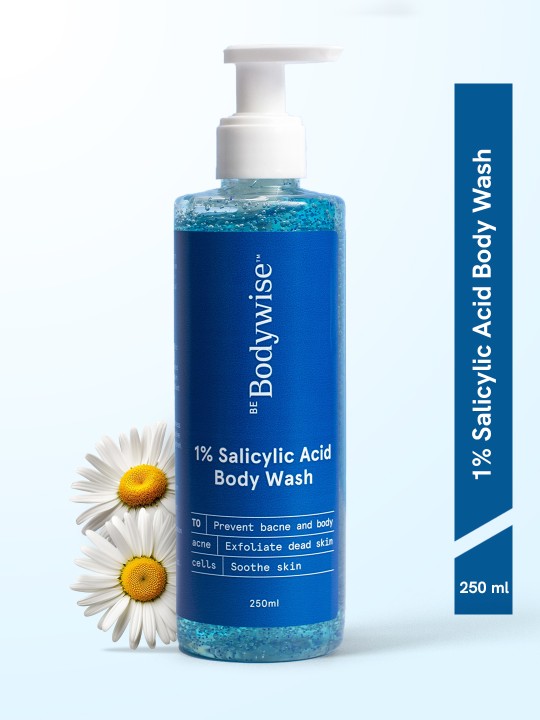 BE Bodywise™
1% Salicylic Acid
Body Wash
TO Prevent bacne and body
acne Exfoliate dead skin
cells Soothe skin
250ml
1% Salicylic Acid Body Wash
250 ml